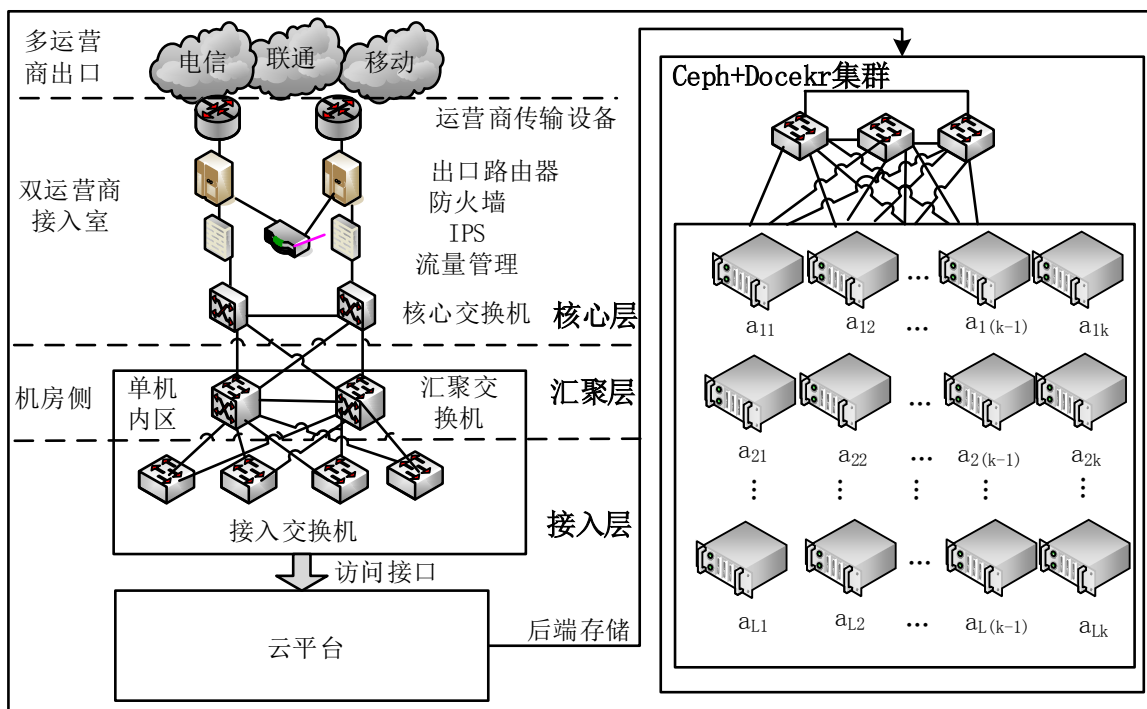 多运营
商出口
电信
联通
移动
运营商传输设备
双运营商
接入室
出口路由器
防火墙
IPS
流量管理
核心交换机
核心层
机房侧
单机
内区
汇聚交
换机
汇聚层
接入交换机
接入层
访问接口
云平台
后端存储
Ceph+Docekr集群
a11 a12 ... a1(k-1) a1k
a21 a22 ... a2(k-1) a2k
aL1 aL2 ... aL(k-1) aLk